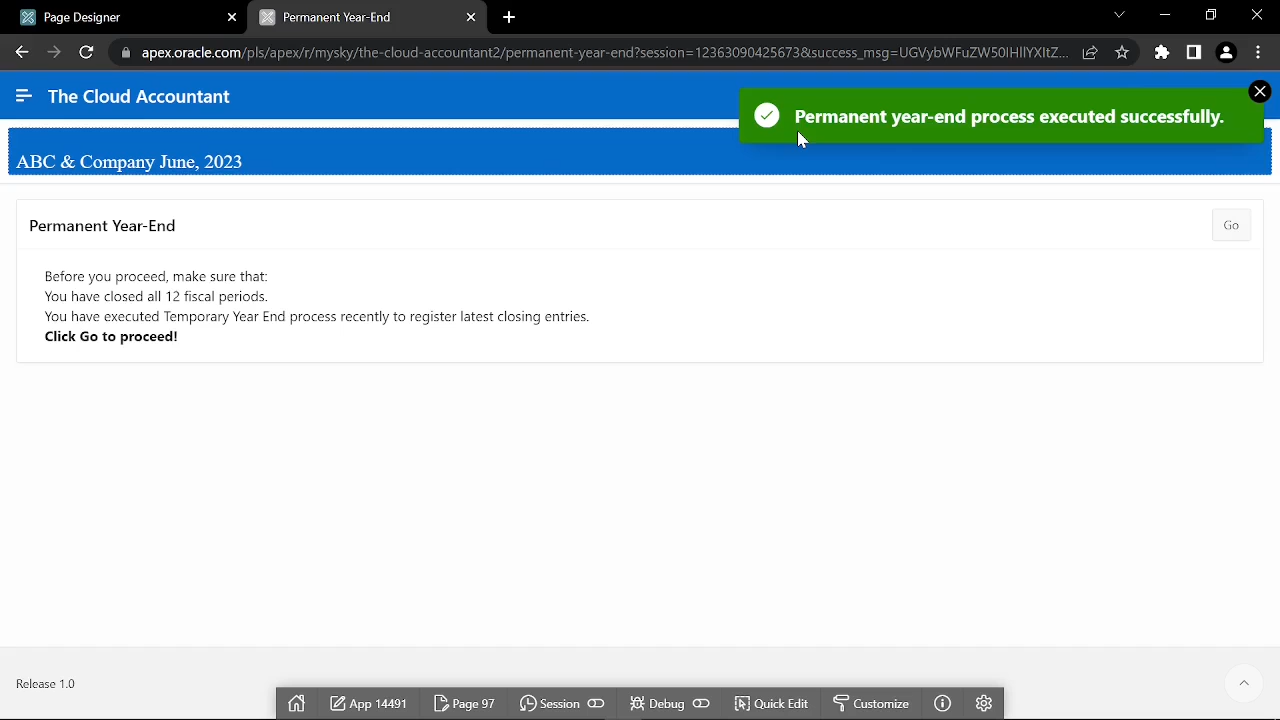 Page Designer
Permanent Year-End
apex.oracle.com/pls/apex/r/mysky/the-cloud-accountant2/permanent-year-end?session=12363090425673&success_msg=UGVybWFuZW50IHllYXItZ...
The Cloud Accountant
Permanent year-end process executed successfully.
ABC & Company June, 2023
Permanent Year-End
Go
Before you proceed, make sure that:
You have closed all 12 fiscal periods.
You have executed Temporary Year End process recently to register latest closing entries.
Click Go to proceed!
Release 1.0
App 14491
Page 97
Session
Debug
Quick Edit
Customize